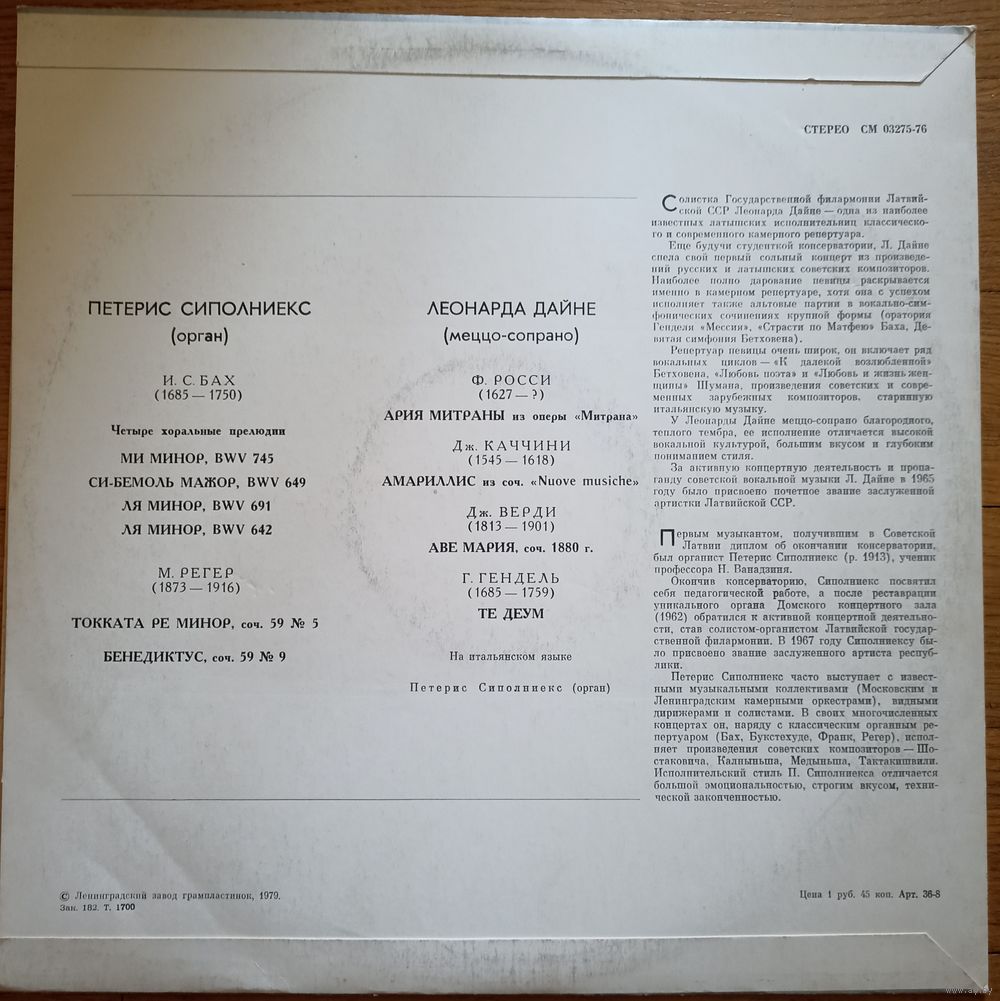 СТЕРЕО СМ 03275-76
ПЕТЕРИС СИПОЛНИЕКС
(орган)
И. С. БАХ
(1685 — 1750)
Четыре хоральные прелюдии
МИ МИНОР, BWV 745
СИ-БЕМОЛЬ МАЖОР, BWV 649
ЛЯ МИНОР, BWV 691
ЛЯ МИНОР, BWV 642
М. РЕГЕР
(1873 — 1916)
ТОККАТА РЕ МИНОР, соч. 59 № 5
БЕНЕДИКТУС, соч. 59 № 9
ЛЕОНАРДА ДАЙНЕ
(меццо-сопрано)
Ф. РОССИ
(1627 — ?)
АРИЯ МИТРАНЫ из оперы «Митрана»
Дж. КАЧЧИНИ
(1545 — 1618)
АМАРИЛЛИС из соч. «Nuove musiche»
Дж. ВЕРДИ
(1813 — 1901)
АВЕ МАРИЯ, соч. 1880 г.
Г. ГЕНДЕЛЬ
(1685 — 1759)
ТЕ ДЕУМ
На итальянском языке
Петерис Сиполниекс (орган)
Солистка Государственной филармонии Латвий-
ской ССР Леонарда Дайне — одна из наиболее
известных латышских исполнительниц классическо-
го и современного камерного репертуара.
Еще будучи студенткой консерватории, Л. Дайне
спела свой первый сольный концерт из произведе-
ний русских и латышских советских композиторов.
Наиболее полно дарование певицы раскрывается
именно в камерном репертуаре, хотя она с успехом
исполняет также альтовые партии в вокально-сим-
фонических сочинениях крупной формы (оратория
Генделя «Мессия», «Страсти по Матфею» Баха, Де-
вятая симфония Бетховена).
Репертуар певицы очень широк, он включает ряд
вокальных циклов — «К далекой возлюбленной»
Бетховена, «Любовь поэта» и «Любовь и жизнь жен-
щины» Шумана, произведения советских и совре-
менных зарубежных композиторов, старинную
итальянскую музыку.
У Леонарды Дайне меццо-сопрано благородного,
теплого тембра, ее исполнение отличается высокой
вокальной культурой, большим вкусом и глубоким
пониманием стиля.
За активную концертную деятельность и пропа-
ганду советской вокальной музыки Л. Дайне в 1965
году было присвоено почетное звание заслуженной
артистки Латвийской ССР.
Первым музыкантом, получившим в Советской
Латвии диплом об окончании консерватории,
был органист Петерис Сиполниекс (р. 1913), ученик
профессора Н. Ванадзиня.
Окончив консерваторию, Сиполниекс посвятил
себя педагогической работе, а после реставрации
уникального органа Домского концертного зала
(1962) обратился к активной концертной деятельно-
сти, став солистом-органистом Латвийской государ-
ственной филармонии. В 1967 году Сиполниексу бы-
ло присвоено звание заслуженного артиста респуб-
лики.
Петерис Сиполниекс часто выступает с извест-
ными музыкальными коллективами (Московским и
Ленинградским камерными оркестрами), видными
дирижерами и солистами. В своих многочисленных
концертах он, наряду с классическим органным ре-
пертуаром (Бах, Букстехуде, Франк, Регер), испол-
няет произведения советских композиторов — Шо-
стаковича, Калныньша, Медыньша, Тактакишвили.
Исполнительский стиль П. Сиполниекса отличается
большой эмоциональностью, строгим вкусом, техни-
ческой законченностью.
© Ленинградский завод грампластинок, 1979.
Зак. 182. Т. 1700
Цена 1 руб. 45 коп. Арт. 36-8
www.ay.by